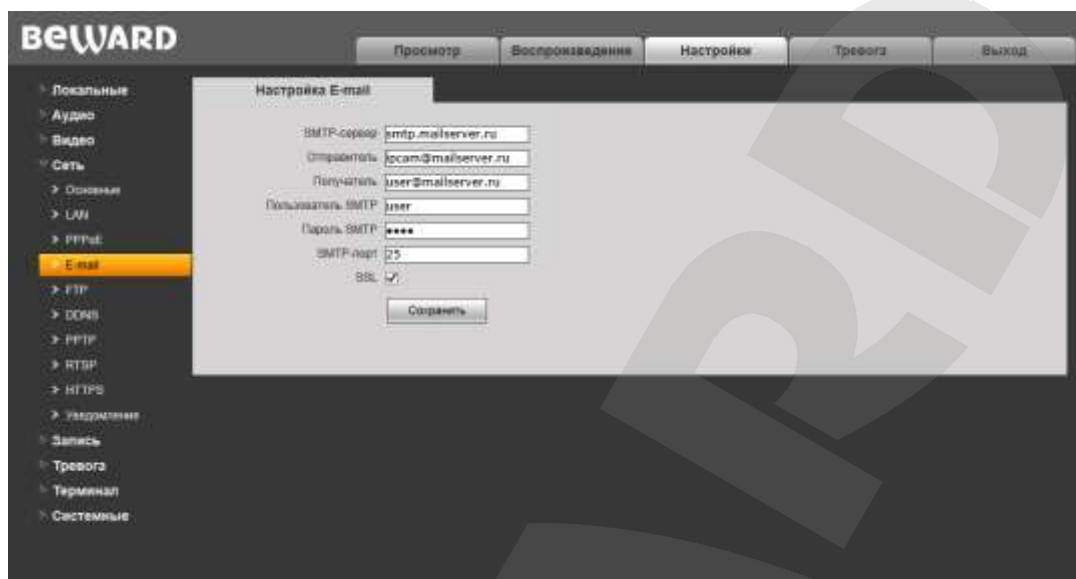 BEWARD
Просмотр
Воспроизведение
Настройки
Тревога
Выход
Локальные
Аудио
Видео
Сеть
Основные
LAN
PPPoE
E-mail
FTP
DDNS
PPTP
RTSP
HTTPS
Уведомление
Запись
Тревога
Терминал
Системные
Настройка E-mail
SMTP-сервер smtp.mailserver.ru
Отправитель ipcam@mailserver.ru
Получатель user@mailserver.ru
Пользователь SMTP user
Пароль SMTP ••••
SMTP-порт 25
SSL
Сохранить